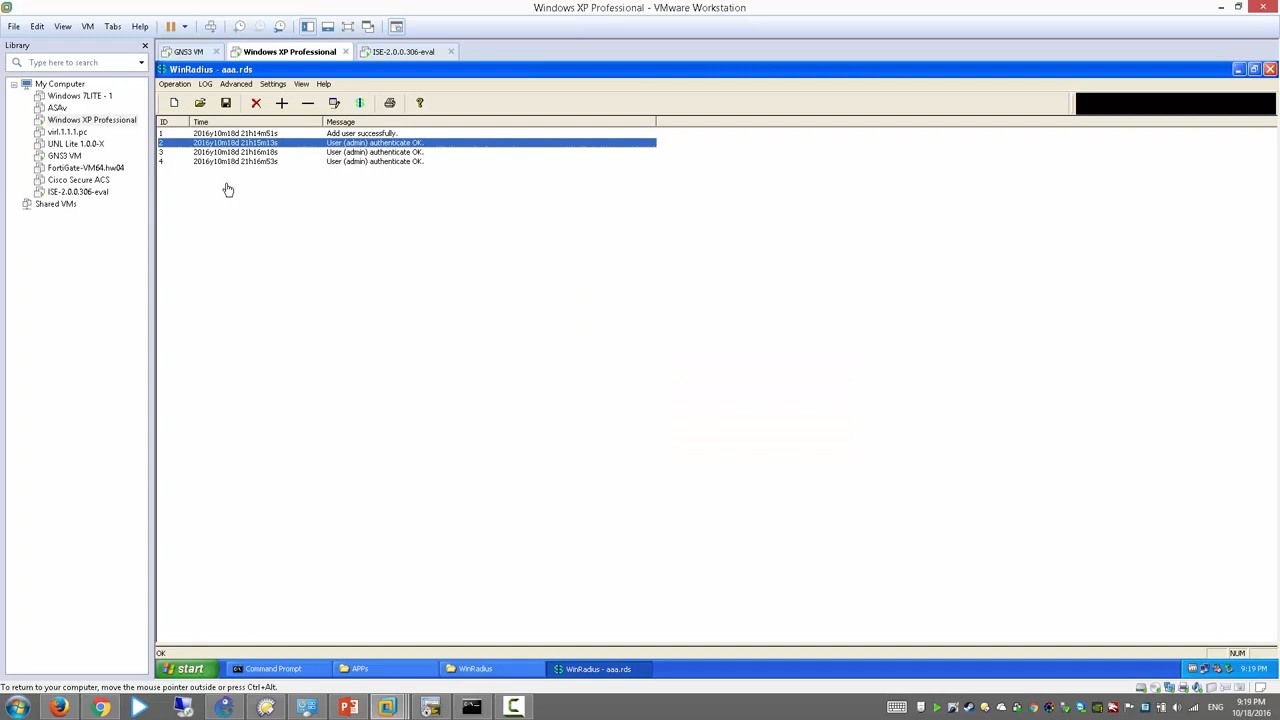 Windows XP Professional - VMware Workstation
File Edit View VM Tabs Help
Library
Type here to search
My Computer
Windows 7LITE - 1
ASAv
Windows XP Professional
virl.1.1.1.pc
UNL Lite 1.0.0-X
GNS3 VM
FortiGate-VM64.hw04
Cisco Secure ACS
ISE-2.0.0.306-eval
Shared VMs
GNS3 VM Windows XP Professional ISE-2.0.0.306-eval
WinRadius - aaa.rds
Operation LOG Advanced Settings View Help
ID Time Message
1 2016y10m18d 21h14m51s Add user successfully.
2 2016y10m18d 21h15m13s User (admin) authenticate OK.
3 2016y10m18d 21h16m18s User (admin) authenticate OK.
4 2016y10m18d 21h16m53s User (admin) authenticate OK.
OK NUM
start Command Prompt APPs WinRadius WinRadius - aaa.rds 9:19 PM
To return to your computer, move the mouse pointer outside or press Ctrl+Alt.
ENG 9:19 PM
10/18/2016